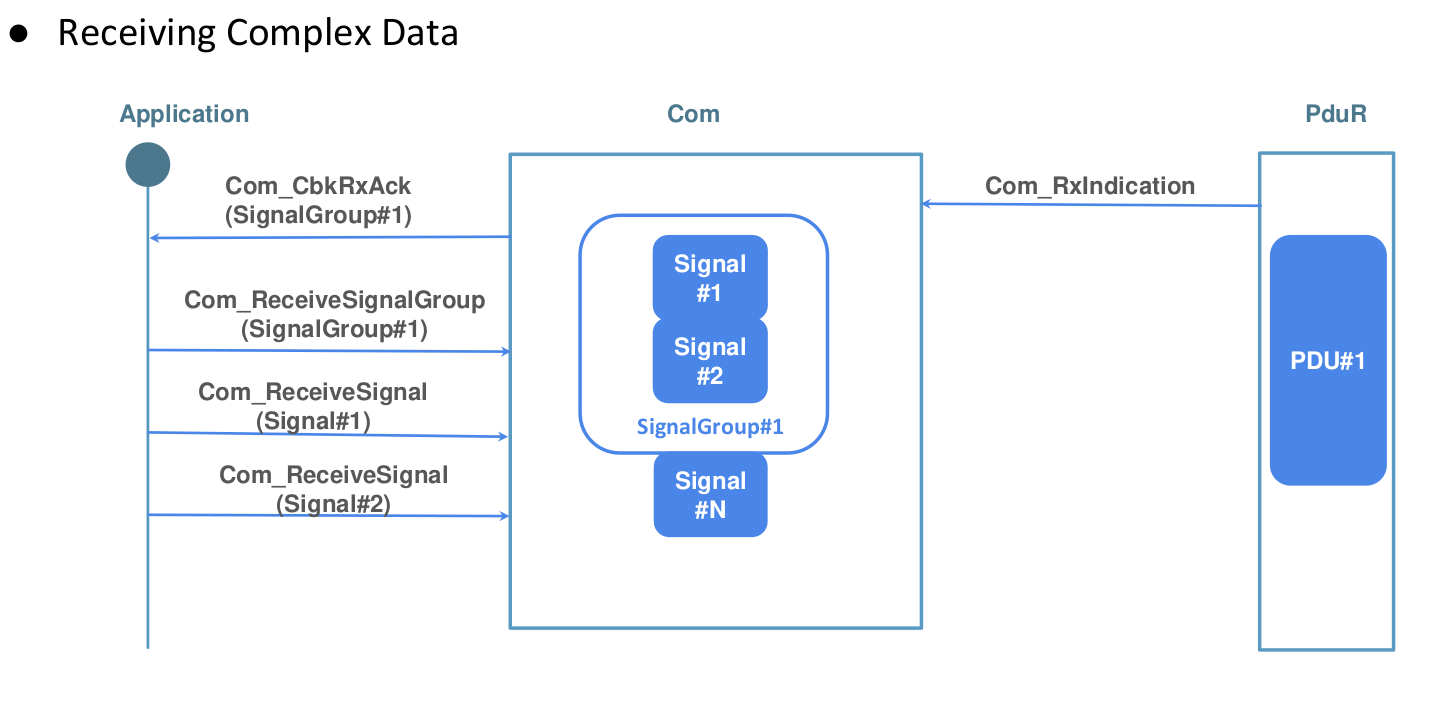 ● Receiving Complex Data
Application
Com
PduR
Com_CbkRxAck
(SignalGroup#1)
Com_RxIndication
Com_ReceiveSignalGroup
(SignalGroup#1)
Com_ReceiveSignal
(Signal#1)
Com_ReceiveSignal
(Signal#2)
Signal
#1
Signal
#2
SignalGroup#1
Signal
#N
PDU#1